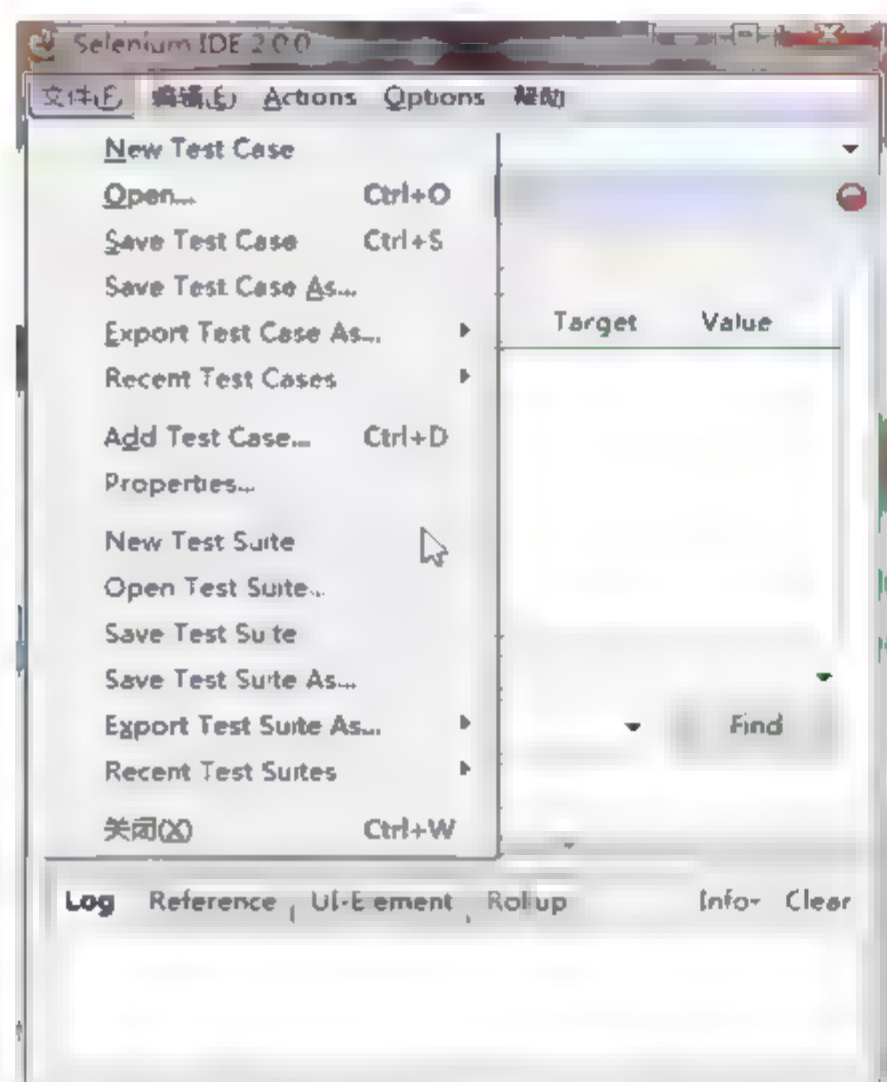 Selenium IDE 2.0.0
文件(F) 编辑(E) Actions Options 帮助
New Test Case
Open... Ctrl+O
Save Test Case Ctrl+S
Save Test Case As...
Export Test Case As...
Target Value
Recent Test Cases
Add Test Case... Ctrl+D
Properties...
New Test Suite
Open Test Suite...
Save Test Suite
Save Test Suite As...
Export Test Suite As...
Find
Recent Test Suites
关闭(X) Ctrl+W
Log Reference UI-Element Rollup Info- Clear